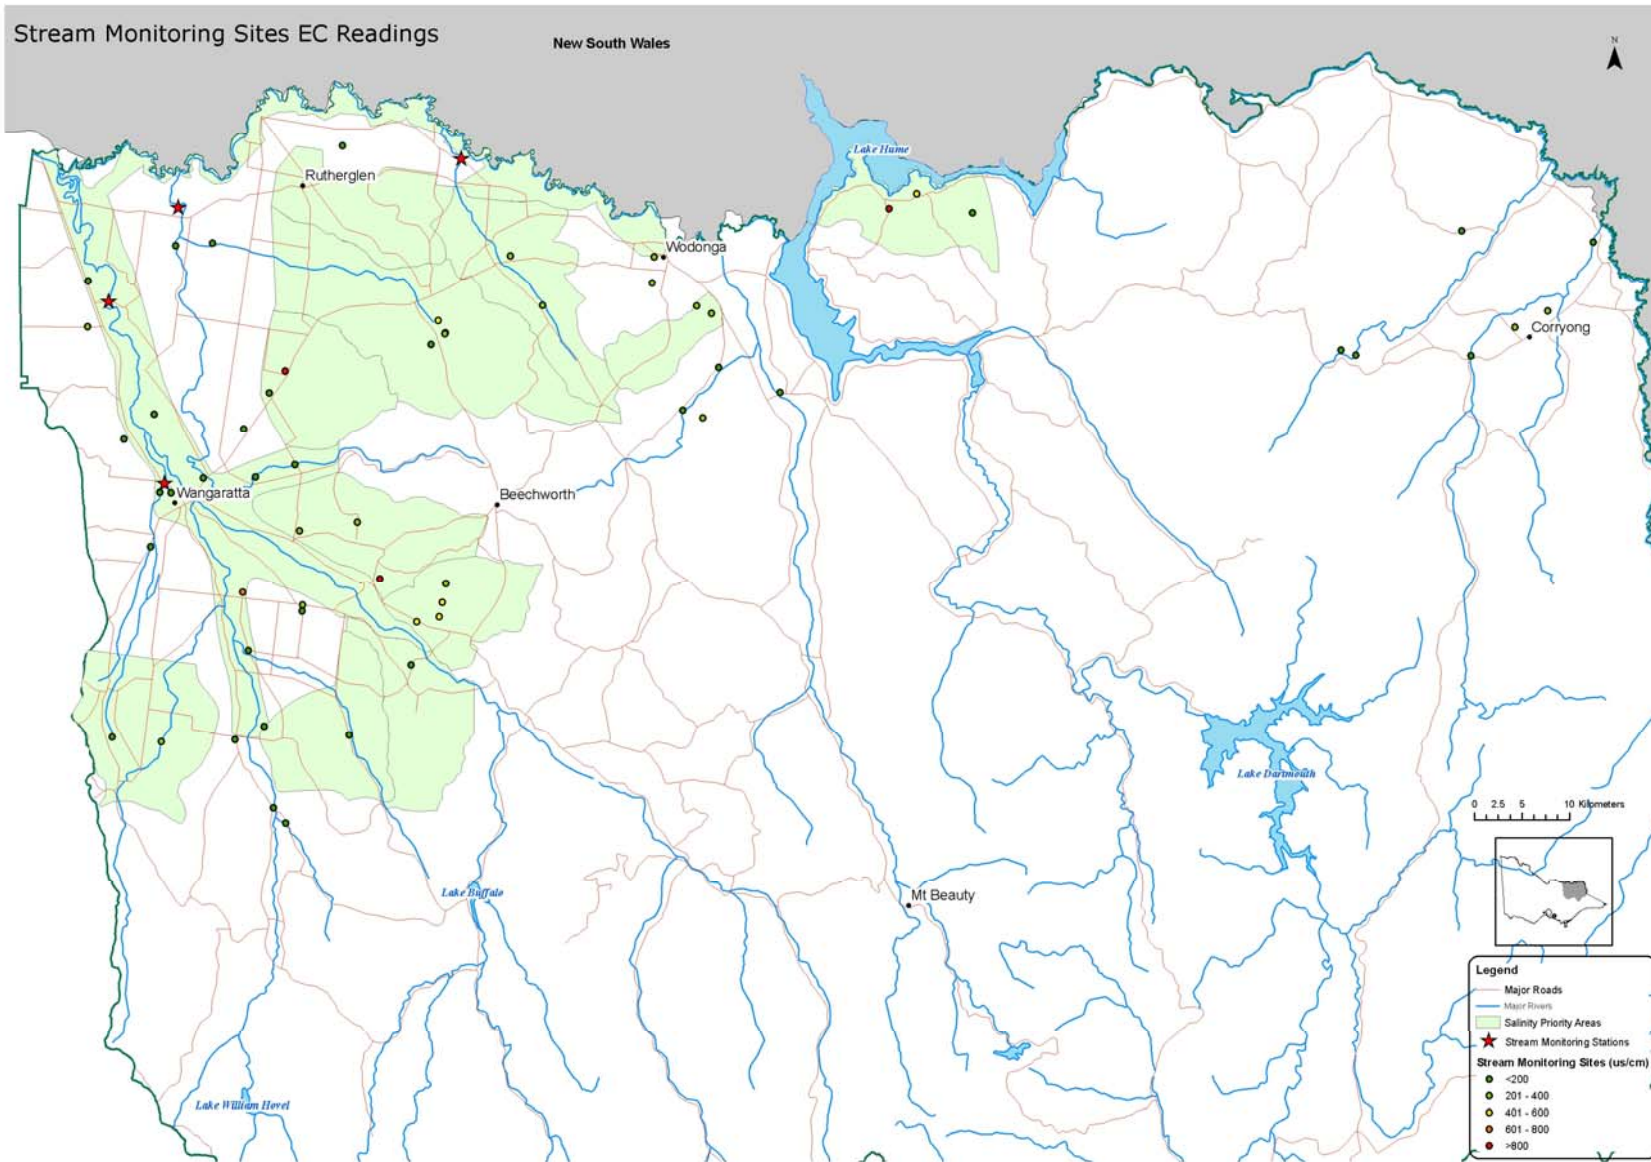 Stream Monitoring Sites EC Readings
New South Wales
N
Lake Hume
Rutherglen
Wodonga
Corryong
Wangaratta
Beechworth
Lake Dartmouth
0 2.5 5 10 Kilometers
Lake Buffalo
Mt Beauty
Lake William Hovel
Legend
Major Roads
Major Rivers
Salinity Priority Areas
Stream Monitoring Stations
Stream Monitoring Sites (us/cm)
<200
201 - 400
401 - 600
601 - 800
>800